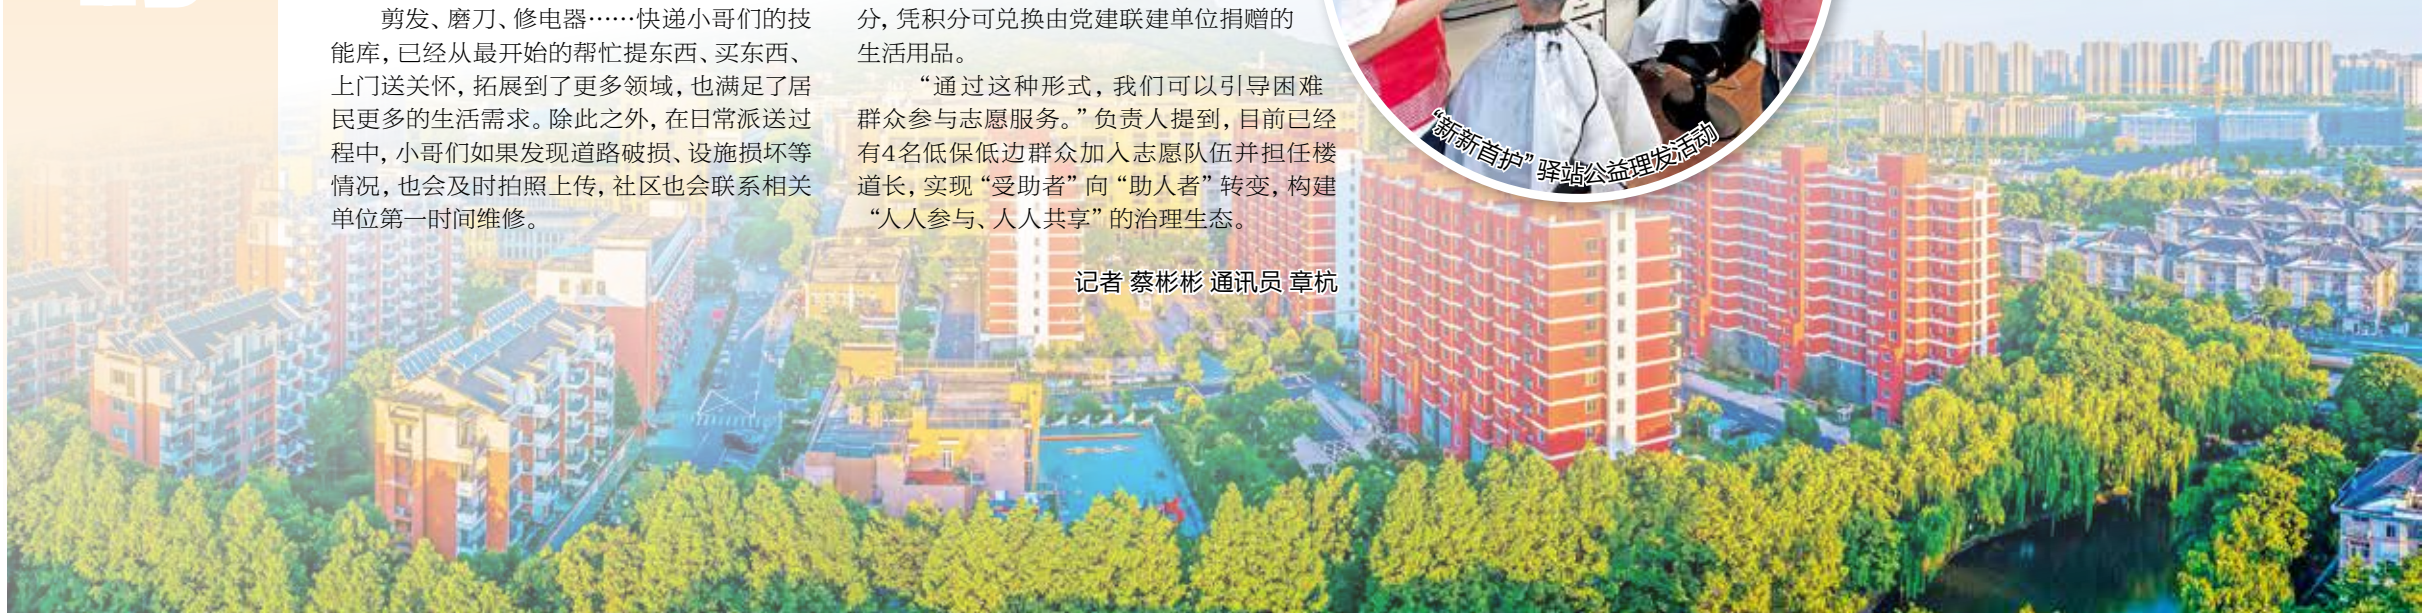 剪发、磨刀、修电器……快递小哥们的技
能库，已经从最开始的帮忙提东西、买东西、
上门送关怀，拓展到了更多领域，也满足了居
民更多的生活需求。除此之外，在日常派送过
程中，小哥们如果发现道路破损、设施损坏等
情况，也会及时拍照上传，社区也会联系相关
单位第一时间维修。
分，凭积分可兑换由党建联建单位捐赠的
生活用品。
“通过这种形式，我们可以引导困难
群众参与志愿服务。”负责人提到，目前已经
有4名低保低边群众加入志愿队伍并担任楼
道长，实现“受助者”向“助人者”转变，构建
“人人参与、人人共享”的治理生态。
记者 蔡彬彬 通讯员 章杭
“新新首护”驿站公益理发活动